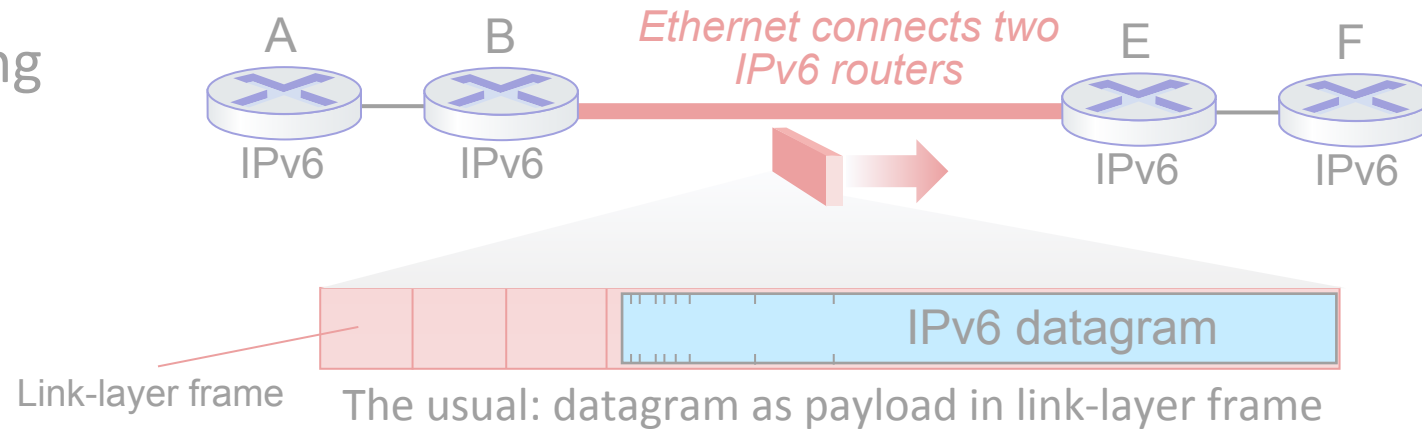 ng
A
B
Ethernet connects two
IPv6 routers
E
F
IPv6
IPv6
IPv6
IPv6
IPv6 datagram
Link-layer frame
The usual: datagram as payload in link-layer frame